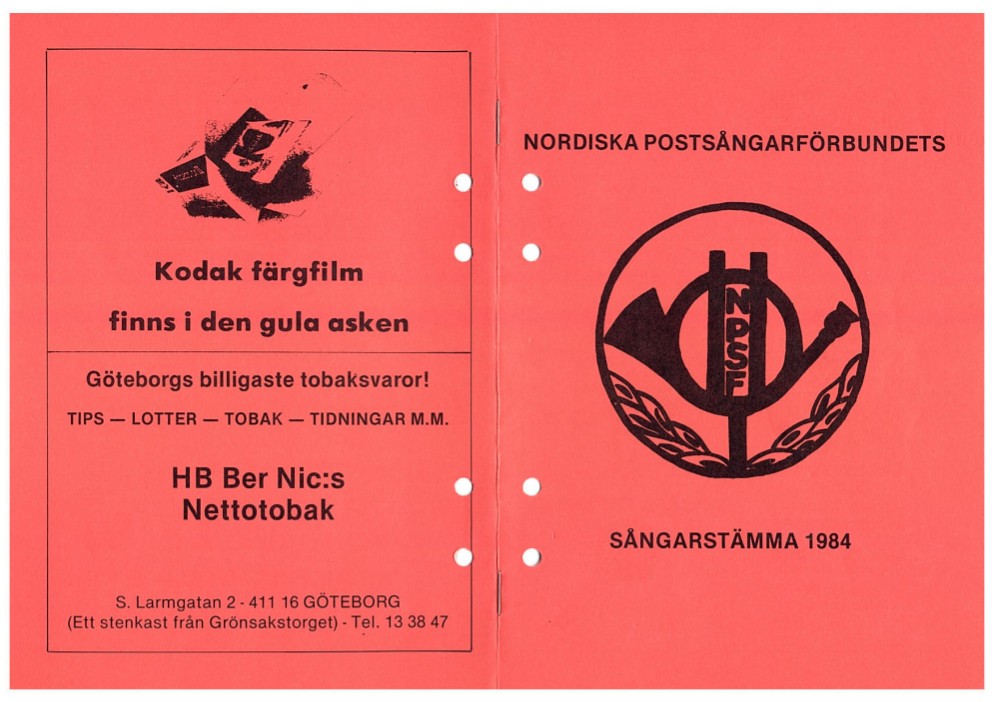 Kodak färgfilm
finns i den gula asken
Göteborgs billigaste tobaksvaror!
TIPS — LOTTER — TOBAK — TIDNINGAR M.M.
HB Ber Nic:s
Nettotobak
S. Larmgatan 2 - 411 16 GÖTEBORG
(Ett stenkast från Grönsakstorget) - Tel. 13 38 47
NORDISKA POSTSÅNGARFÖRBUNDETS
NPSF
SÅNGARSTÄMMA 1984